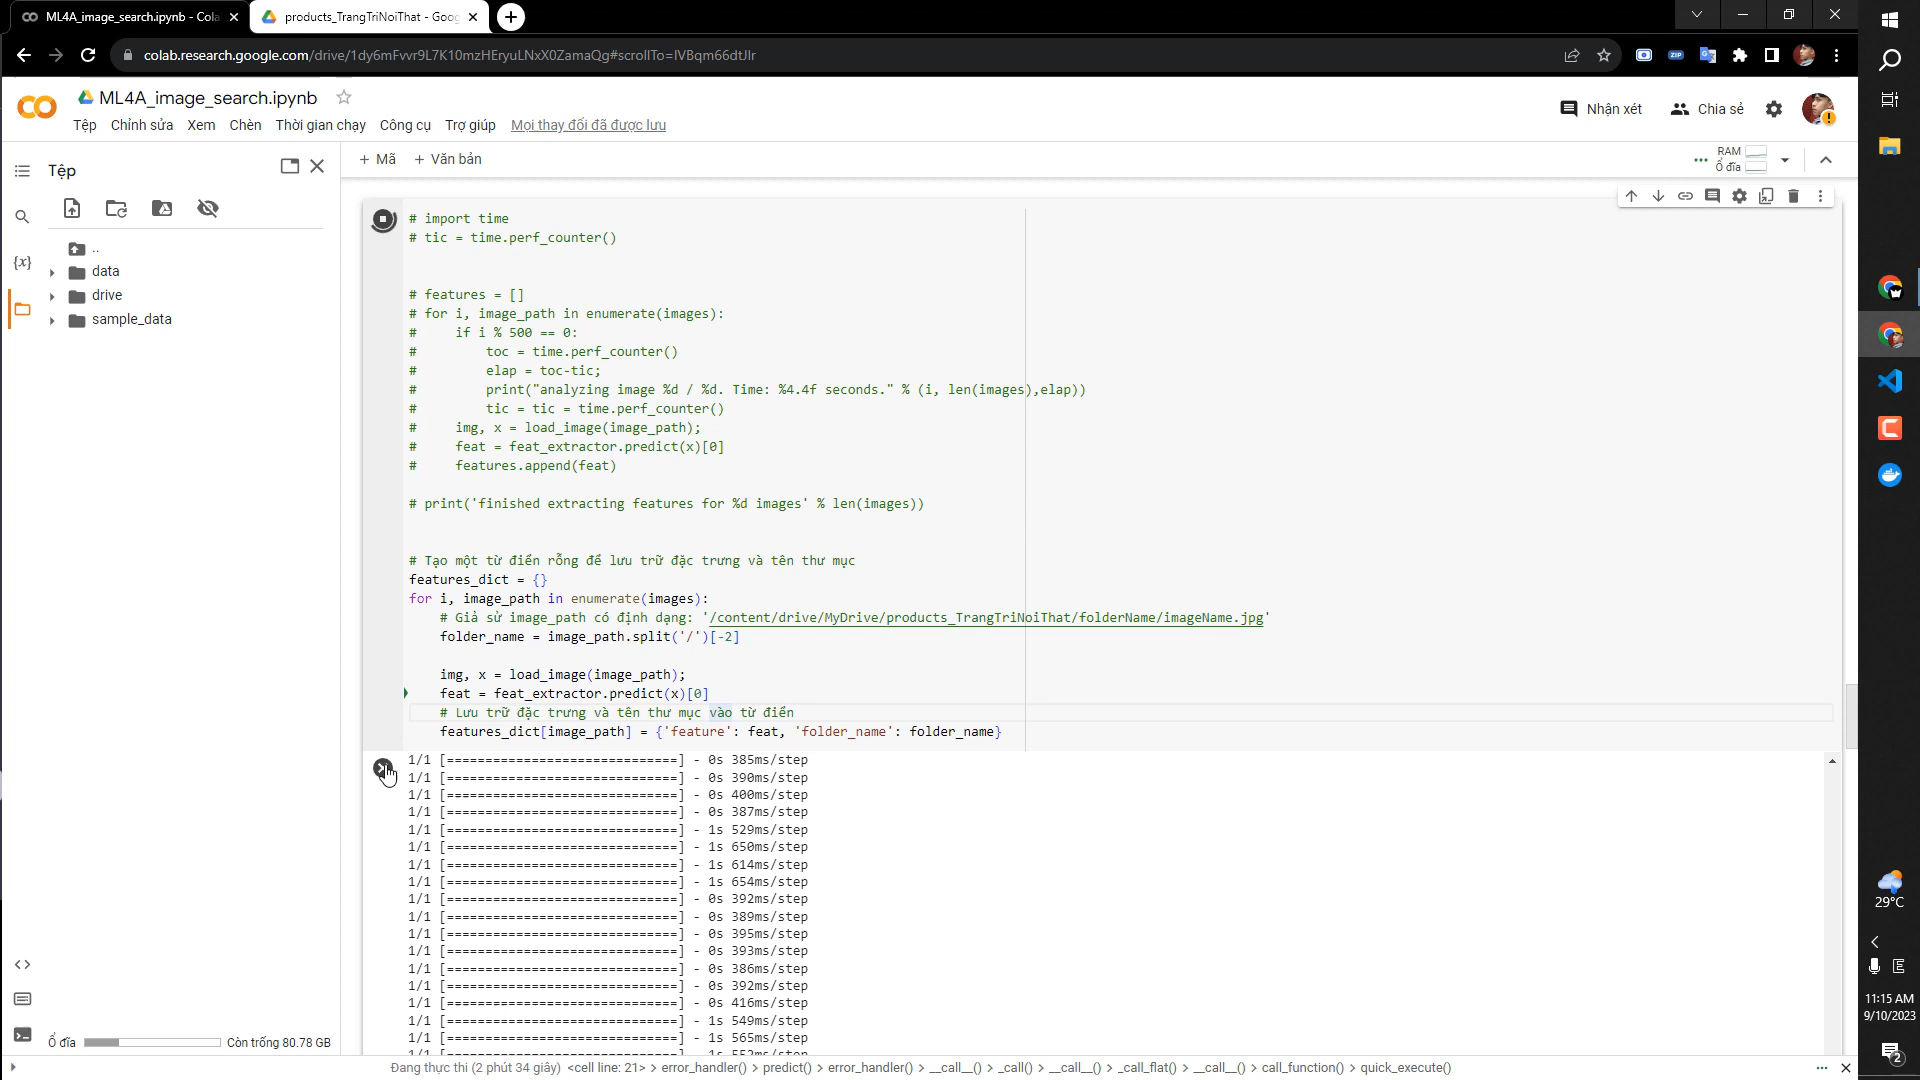 ML4A_image_search.ipynb - Cola
products_TrangTriNoiThat - Goog
colab.research.google.com/drive/1dy6mFvvr9L7K10mzHEryuLNxX0ZamaQg#scrollTo=IVBqm66dtJlr
ZIP
ML4A_image_search.ipynb
Nhận xét
Chia sẻ
Tệp Chỉnh sửa Xem Chèn Thời gian chạy Công cụ Trợ giúp Mọi thay đổi đã được lưu
Tệp
+ Mã + Văn bản
RAM
Ổ đĩa
..
data
drive
sample_data
{x}
# import time
# tic = time.perf_counter()
# features = []
# for i, image_path in enumerate(images):
#     if i % 500 == 0:
#         toc = time.perf_counter()
#         elap = toc-tic;
#         print("analyzing image %d / %d. Time: %4.4f seconds." % (i, len(images),elap))
#         tic = tic = time.perf_counter()
#     img, x = load_image(image_path);
#     feat = feat_extractor.predict(x)[0]
#     features.append(feat)
# print('finished extracting features for %d images' % len(images))
# Tạo một từ điển rỗng để lưu trữ đặc trưng và tên thư mục
features_dict = {}
for i, image_path in enumerate(images):
    # Giả sử image_path có định dạng: '/content/drive/MyDrive/products_TrangTriNoiThat/folderName/imageName.jpg'
    folder_name = image_path.split('/')[-2]
    img, x = load_image(image_path);
    feat = feat_extractor.predict(x)[0]
    # Lưu trữ đặc trưng và tên thư mục vào từ điển
    features_dict[image_path] = {'feature': feat, 'folder_name': folder_name}
1/1 [==============================] - 0s 385ms/step
1/1 [==============================] - 0s 390ms/step
1/1 [==============================] - 0s 400ms/step
1/1 [==============================] - 0s 387ms/step
1/1 [==============================] - 1s 529ms/step
1/1 [==============================] - 1s 650ms/step
1/1 [==============================] - 1s 614ms/step
1/1 [==============================] - 1s 654ms/step
1/1 [==============================] - 0s 392ms/step
1/1 [==============================] - 0s 389ms/step
1/1 [==============================] - 0s 395ms/step
1/1 [==============================] - 0s 393ms/step
1/1 [==============================] - 0s 386ms/step
1/1 [==============================] - 0s 392ms/step
1/1 [==============================] - 0s 416ms/step
1/1 [==============================] - 1s 549ms/step
1/1 [==============================] - 1s 565ms/step
1/1 [==============================] - 1s 552ms/step
Ổ đĩa
Còn trống 80.78 GB
Đang thực thi (2 phút 34 giây) <cell line: 21> > error_handler() > predict() > error_handler() > __call__() > _call() > __call__() > _call_flat() > __call__() > call_function() > quick_execute()
29°C
11:15 AM
9/10/2023
2